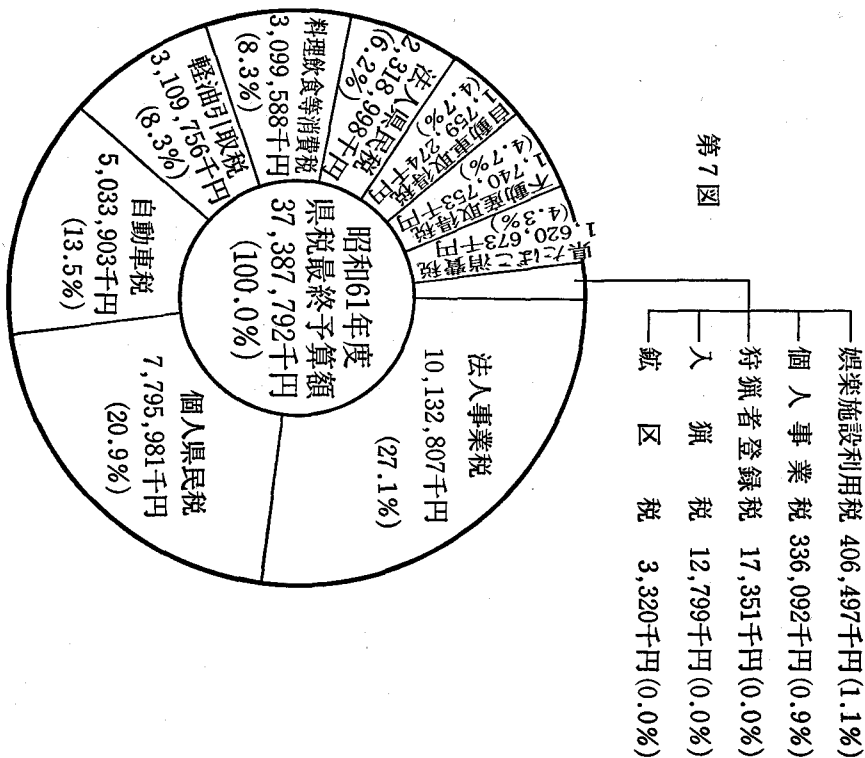 第7図
昭和61年度
県税最終予算額
37,387,792千円
(100.0%)
法人事業税
10,132,807千円
(27.1%)
個人県民税
7,795,981千円
(20.9%)
自動車税
5,033,903千円
(13.5%)
軽油引取税
3,109,756千円
(8.3%)
料理飲食等消費税
3,099,588千円
(8.3%)
法人県民税
2,318,998千円
(6.2%)
自動車取得税
1,759,274千円
(4.7%)
不動産取得税
1,740,753千円
(4.7%)
県たばこ消費税
1,620,673千円
(4.3%)
娯楽施設利用税 406,497千円(1.1%)
個人事業税 336,092千円(0.9%)
狩猟者登録税 17,351千円(0.0%)
入猟税 12,799千円(0.0%)
鉱区税 3,320千円(0.0%)